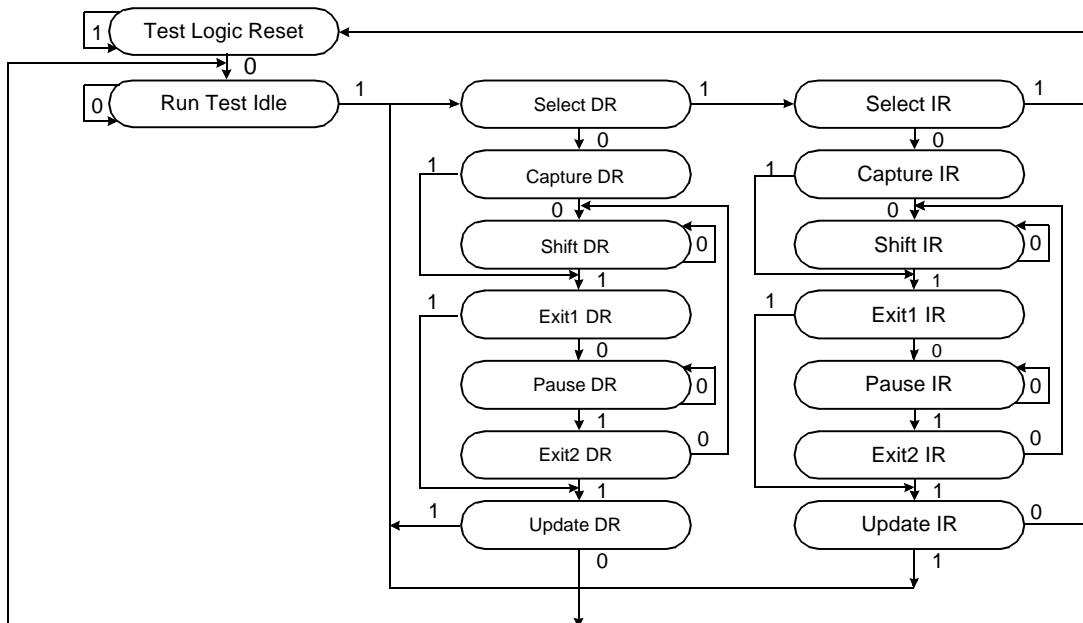 1
Test Logic Reset
0
0
Run Test Idle
1
Select DR
1
Select IR
1
0
0
1
Capture DR
1
Capture IR
0
0
Shift DR
0
Shift IR
0
1
1
1
Exit1 DR
1
Exit1 IR
0
0
Pause DR
0
Pause IR
0
1
1
Exit2 DR
0
Exit2 IR
0
1
1
1
Update DR
Update IR
0
0
1